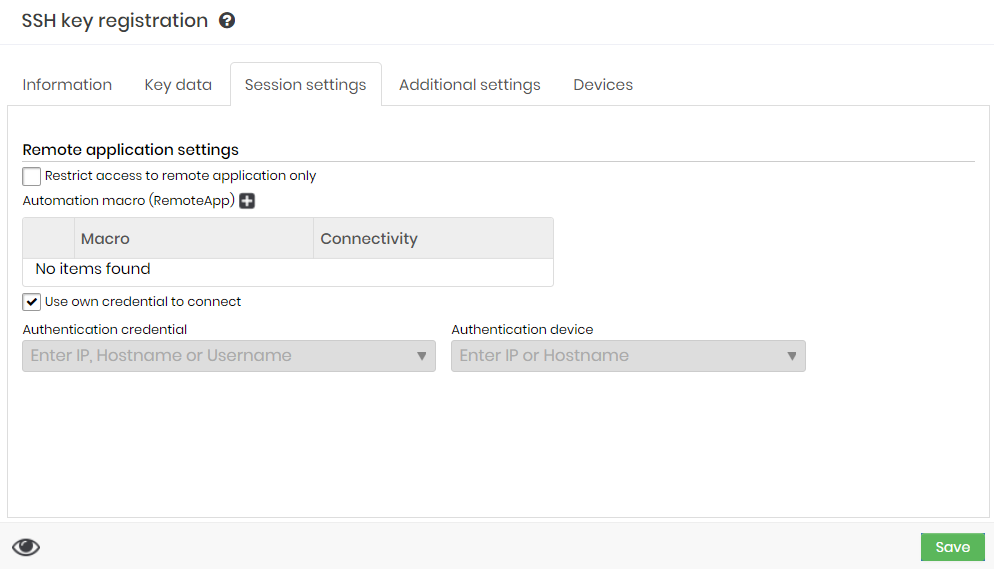 SSH key registration
Information Key data Session settings Additional settings Devices
Remote application settings
Restrict access to remote application only
Automation macro (RemoteApp)
Macro Connectivity
No items found
Use own credential to connect
Authentication credential Authentication device
Enter IP, Hostname or Username Enter IP or Hostname
Save